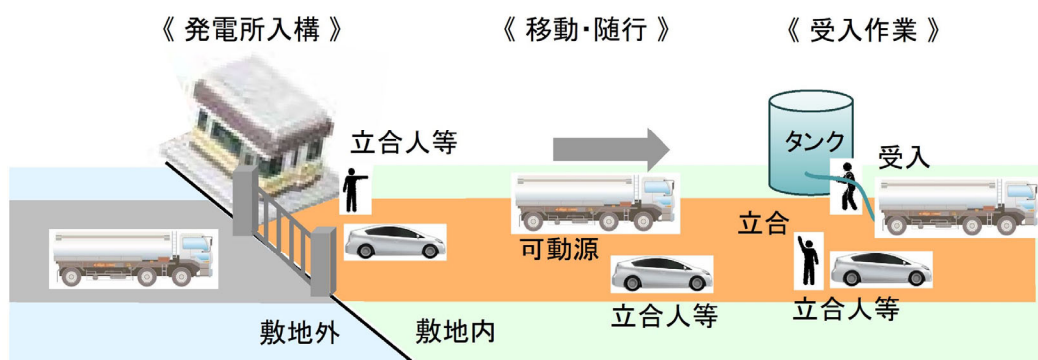 《 発電所入構 》
《 移動・随行 》
《 受入作業 》
立合人等
タンク
受入
立合
可動源
立合人等
立合人等
敷地外
敷地内